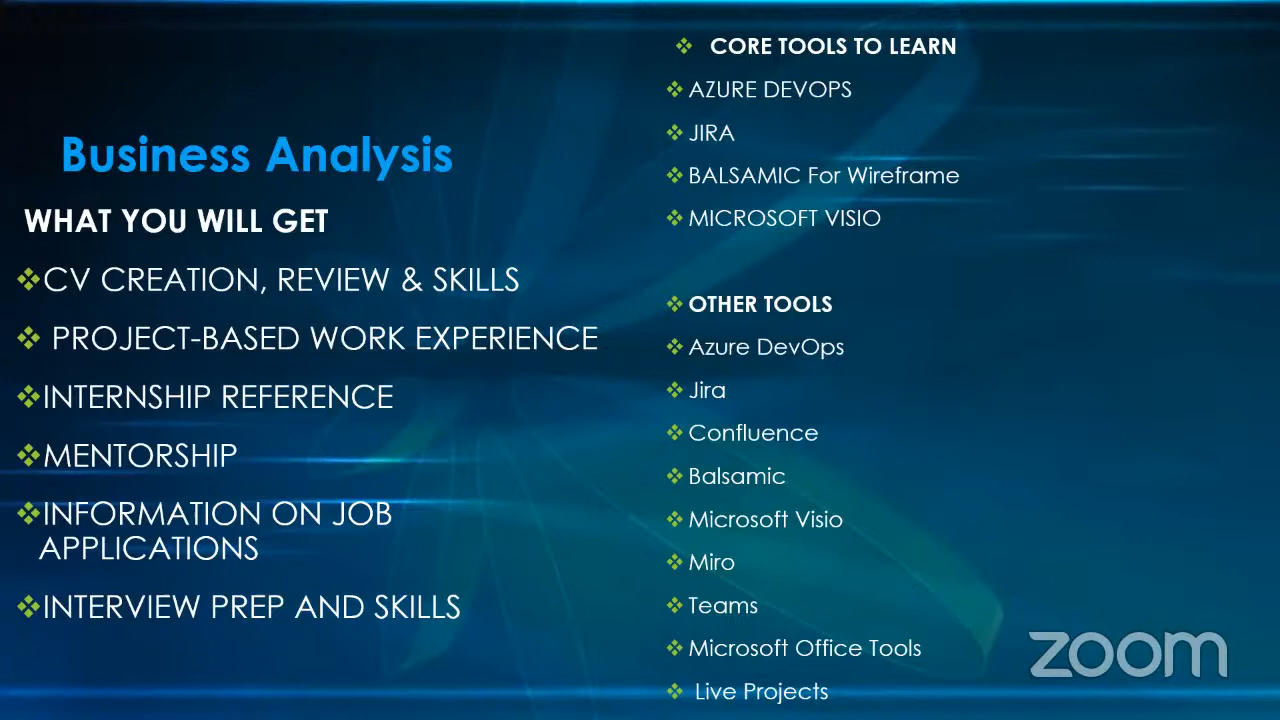 Business Analysis
WHAT YOU WILL GET
CV CREATION, REVIEW & SKILLS
PROJECT-BASED WORK EXPERIENCE
INTERNSHIP REFERENCE
MENTORSHIP
INFORMATION ON JOB
APPLICATIONS
INTERVIEW PREP AND SKILLS
CORE TOOLS TO LEARN
AZURE DEVOPS
JIRA
BALSAMIC For Wireframe
MICROSOFT VISIO
OTHER TOOLS
Azure DevOps
Jira
Confluence
Balsamic
Microsoft Visio
Miro
Teams
Microsoft Office Tools
Live Projects
zoom